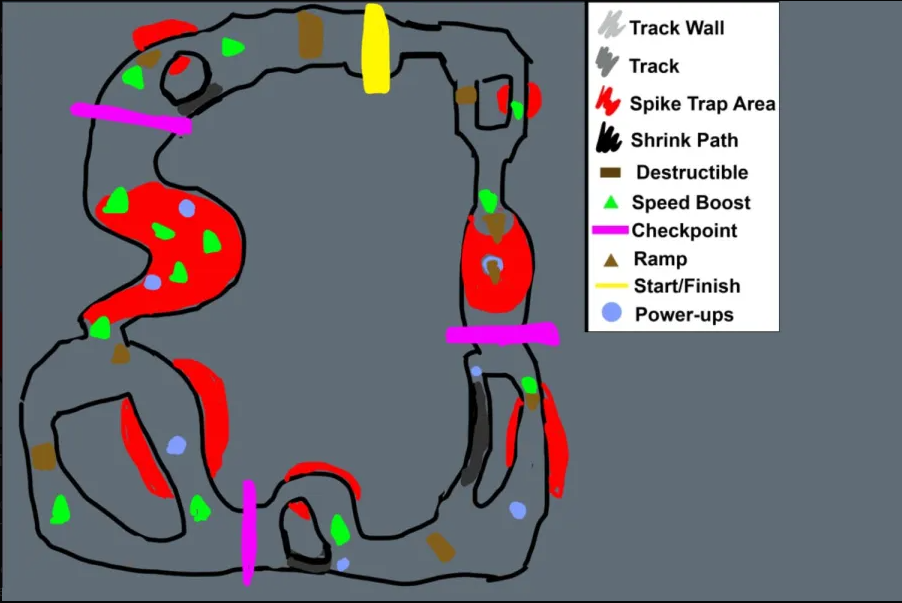 Track Wall
Track
Spike Trap Area
Shrink Path
Destructible
Speed Boost
Checkpoint
Ramp
Start/Finish
Power-ups